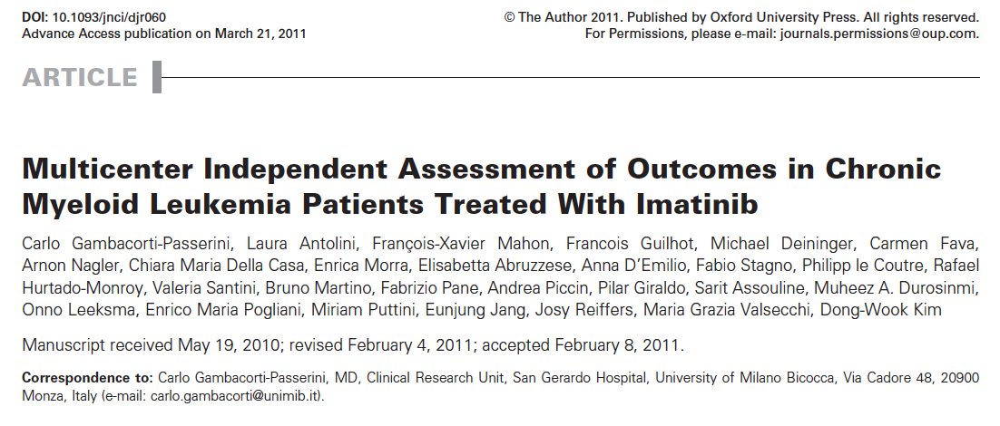 DOI: 10.1093/jnci/djr060
Advance Access publication on March 21, 2011
© The Author 2011. Published by Oxford University Press. All rights reserved.
For Permissions, please e-mail: journals.permissions@oup.com.
ARTICLE
Multicenter Independent Assessment of Outcomes in Chronic
Myeloid Leukemia Patients Treated With Imatinib
Carlo Gambacorti-Passerini, Laura Antolini, François-Xavier Mahon, Francois Guilhot, Michael Deininger, Carmen Fava,
Arnon Nagler, Chiara Maria Della Casa, Enrica Morra, Elisabetta Abruzzese, Anna D’Emilio, Fabio Stagno, Philipp le Coutre, Rafael
Hurtado-Monroy, Valeria Santini, Bruno Martino, Fabrizio Pane, Andrea Piccin, Pilar Giraldo, Sarit Assouline, Muheez A. Durosinmi,
Onno Leeksma, Enrico Maria Pogliani, Miriam Puttini, Eunjung Jang, Josy Reiffers, Maria Grazia Valsecchi, Dong-Wook Kim
Manuscript received May 19, 2010; revised February 4, 2011; accepted February 8, 2011.
Correspondence to: Carlo Gambacorti-Passerini, MD, Clinical Research Unit, San Gerardo Hospital, University of Milano Bicocca, Via Cadore 48, 20900
Monza, Italy (e-mail: carlo.gambacorti@unimib.it).